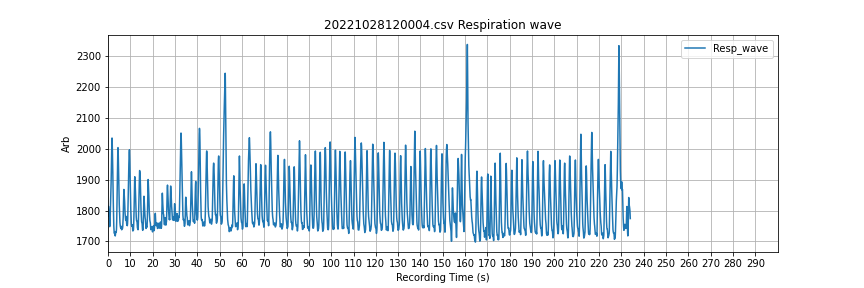 20221028120004.csv Respiration wave
Resp_wave
2300
2200
2100
2000
1900
1800
1700
Arb
0 10 20 30 40 50 60 70 80 90 100 110 120 130 140 150 160 170 180 190 200 210 220 230 240 250 260 270 280 290
Recording Time (s)